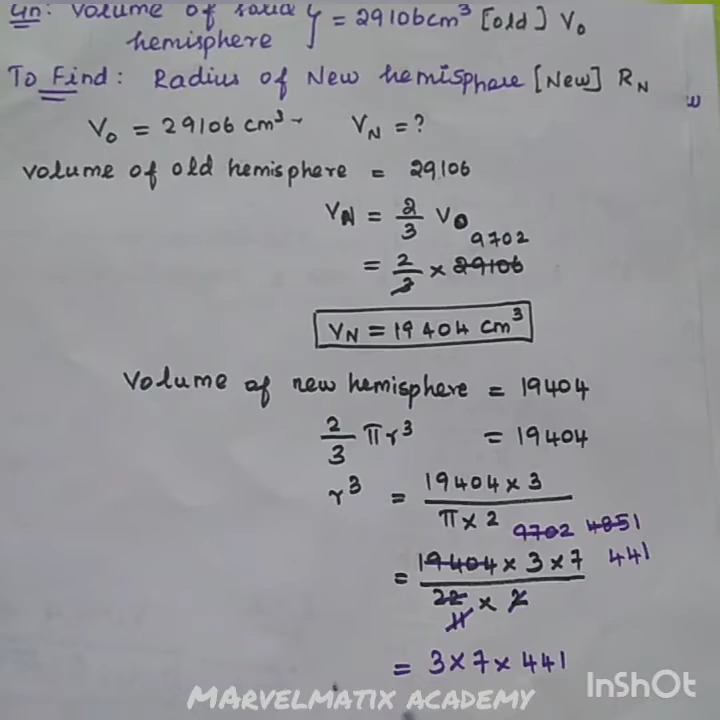 Gn: Volume of solid } = 29106cm³ [old] V₀
hemisphere
To Find: Radius of New hemisphere [New] R_N
V₀ = 29106 cm³. V_N = ?
volume of old hemisphere = 29106
V_N = 2/3 V₀
9702
= 2/3 × 29106
V_N = 19404 cm³
Volume of new hemisphere = 19404
2/3 πr³ = 19404
r³ = 19404 × 3 / π × 2
9702 4851
= 19404 × 3 × 7 / 22 × 2 441
11
= 3 × 7 × 441
MARVELMATIX ACADEMY
InShOt